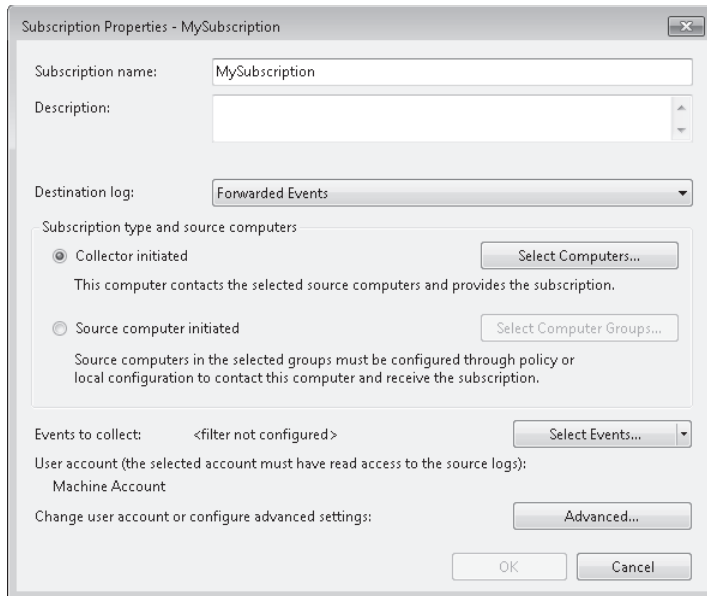 Subscription Properties - MySubscription
Subscription name:
MySubscription
Description:
Destination log:
Forwarded Events
Subscription type and source computers
Collector initiated
Select Computers...
This computer contacts the selected source computers and provides the subscription.
Source computer initiated
Select Computer Groups...
Source computers in the selected groups must be configured through policy or
local configuration to contact this computer and receive the subscription.
Events to collect:
<filter not configured>
Select Events...
User account (the selected account must have read access to the source logs):
Machine Account
Change user account or configure advanced settings:
Advanced...
OK
Cancel